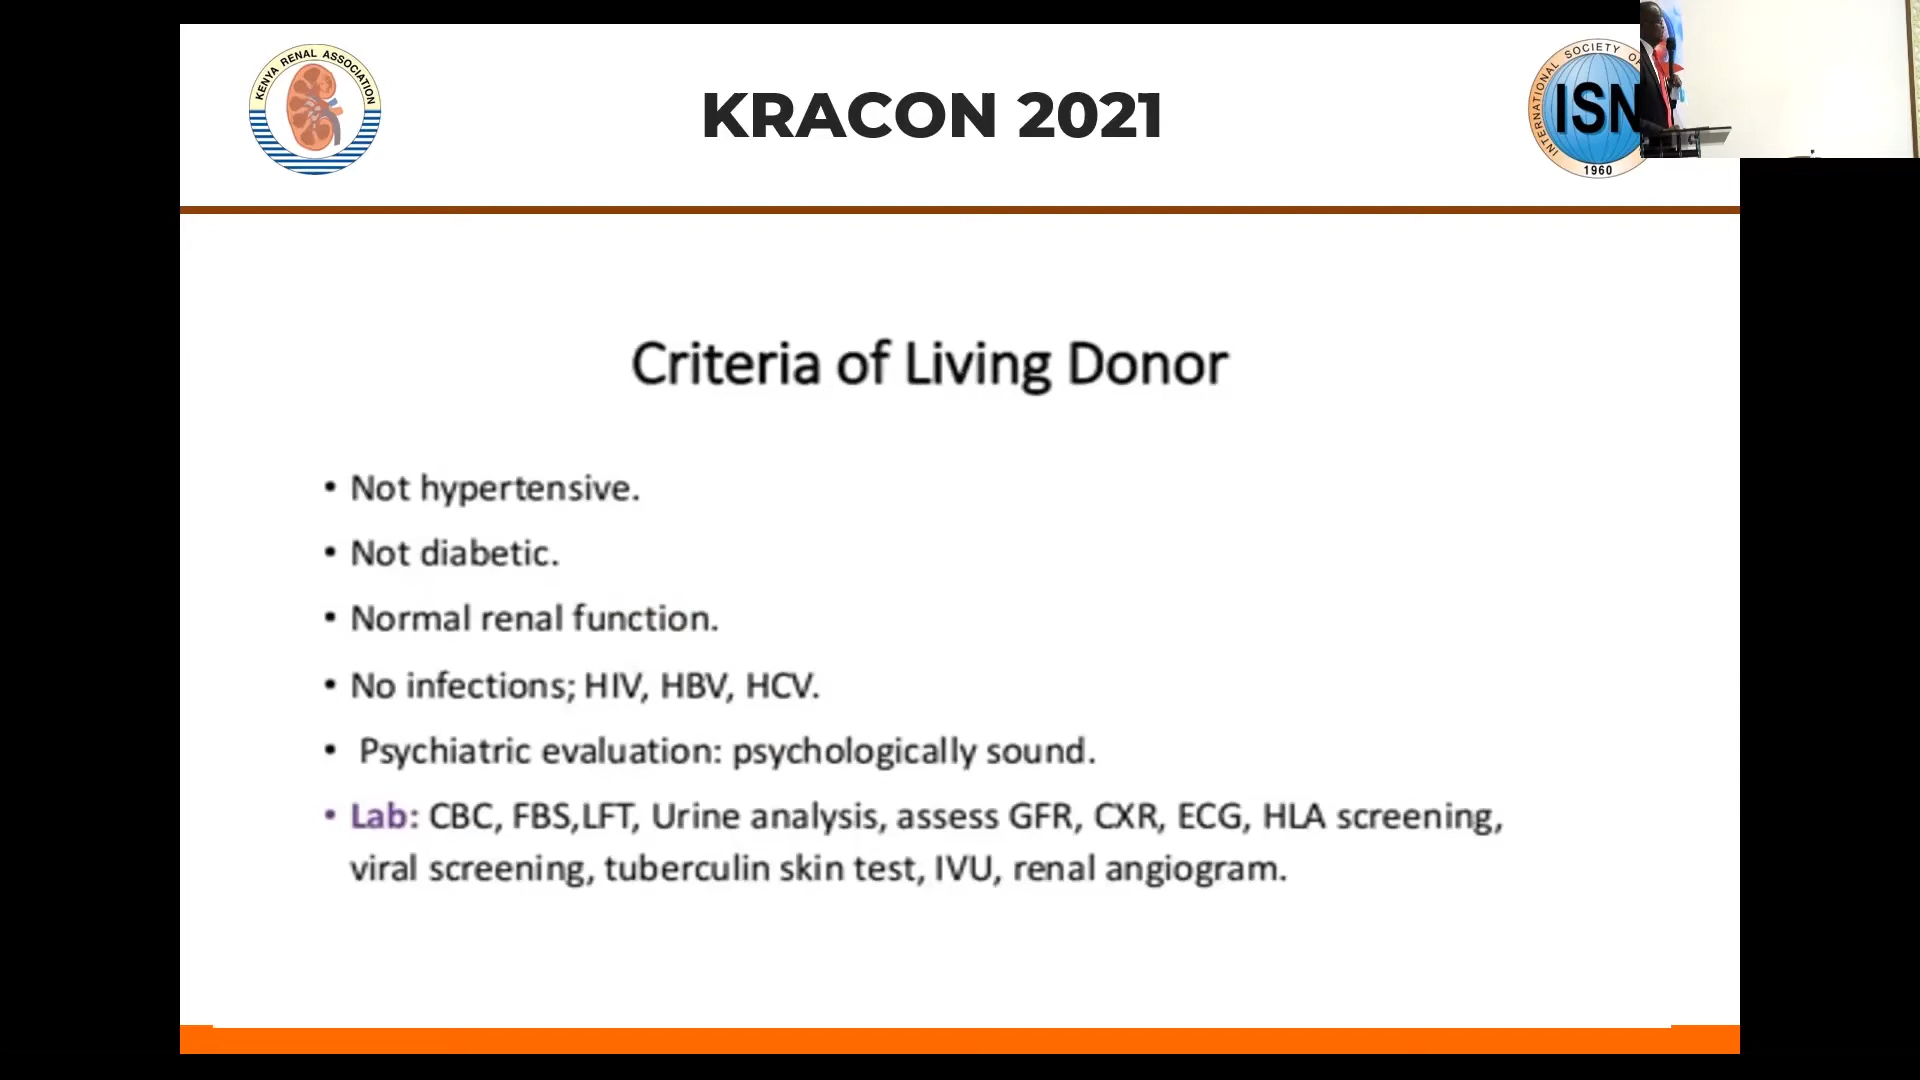 KENYA RENAL ASSOCIATION
KRACON 2021
INTERNATIONAL SOCIETY
ISN
1960
Criteria of Living Donor
• Not hypertensive.
• Not diabetic.
• Normal renal function.
• No infections; HIV, HBV, HCV.
• Psychiatric evaluation: psychologically sound.
• Lab: CBC, FBS,LFT, Urine analysis, assess GFR, CXR, ECG, HLA screening,
viral screening, tuberculin skin test, IVU, renal angiogram.